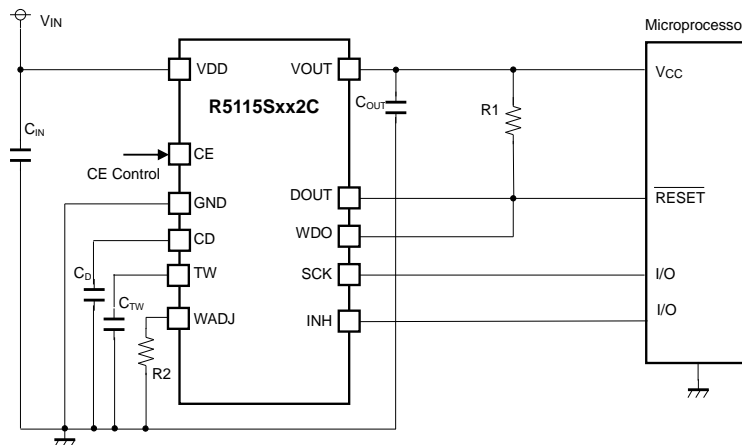 VIN
Microprocesso
VDD
VOUT
Vcc
R5115Sxx2C
COUT
R1
CIN
CE
CE Control
GND
DOUT
RESET
CD
WDO
TW
SCK
I/O
CD
CTW
I/O
WADJ
INH
R2